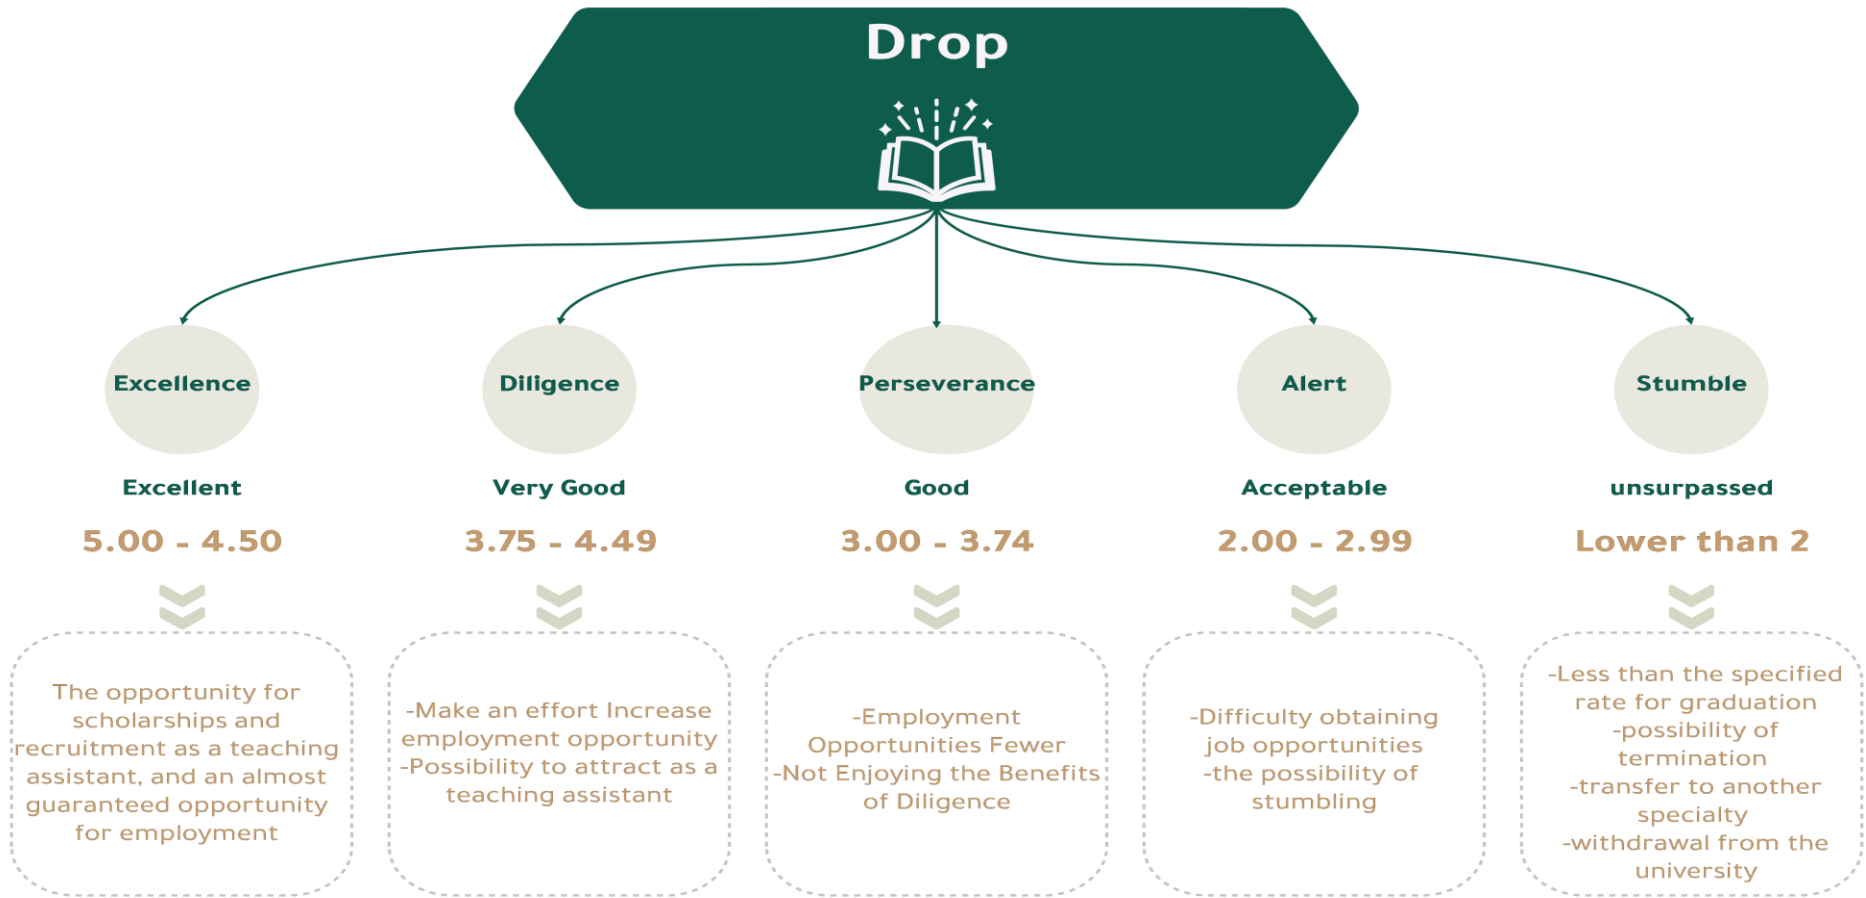 Drop
Excellence
Excellent
5.00 - 4.50
The opportunity for
scholarships and
recruitment as a teaching
assistant, and an almost
guaranteed opportunity
for employment
Diligence
Very Good
3.75 - 4.49
-Make an effort Increase
employment opportunity
-Possibility to attract as a
teaching assistant
Perseverance
Good
3.00 - 3.74
-Employment
Opportunities Fewer
-Not Enjoying the Benefits
of Diligence
Alert
Acceptable
2.00 - 2.99
-Difficulty obtaining
job opportunities
-the possibility of
stumbling
Stumble
unsurpassed
Lower than 2
-Less than the specified
rate for graduation
-possibility of
termination
-transfer to another
specialty
-withdrawal from the
university